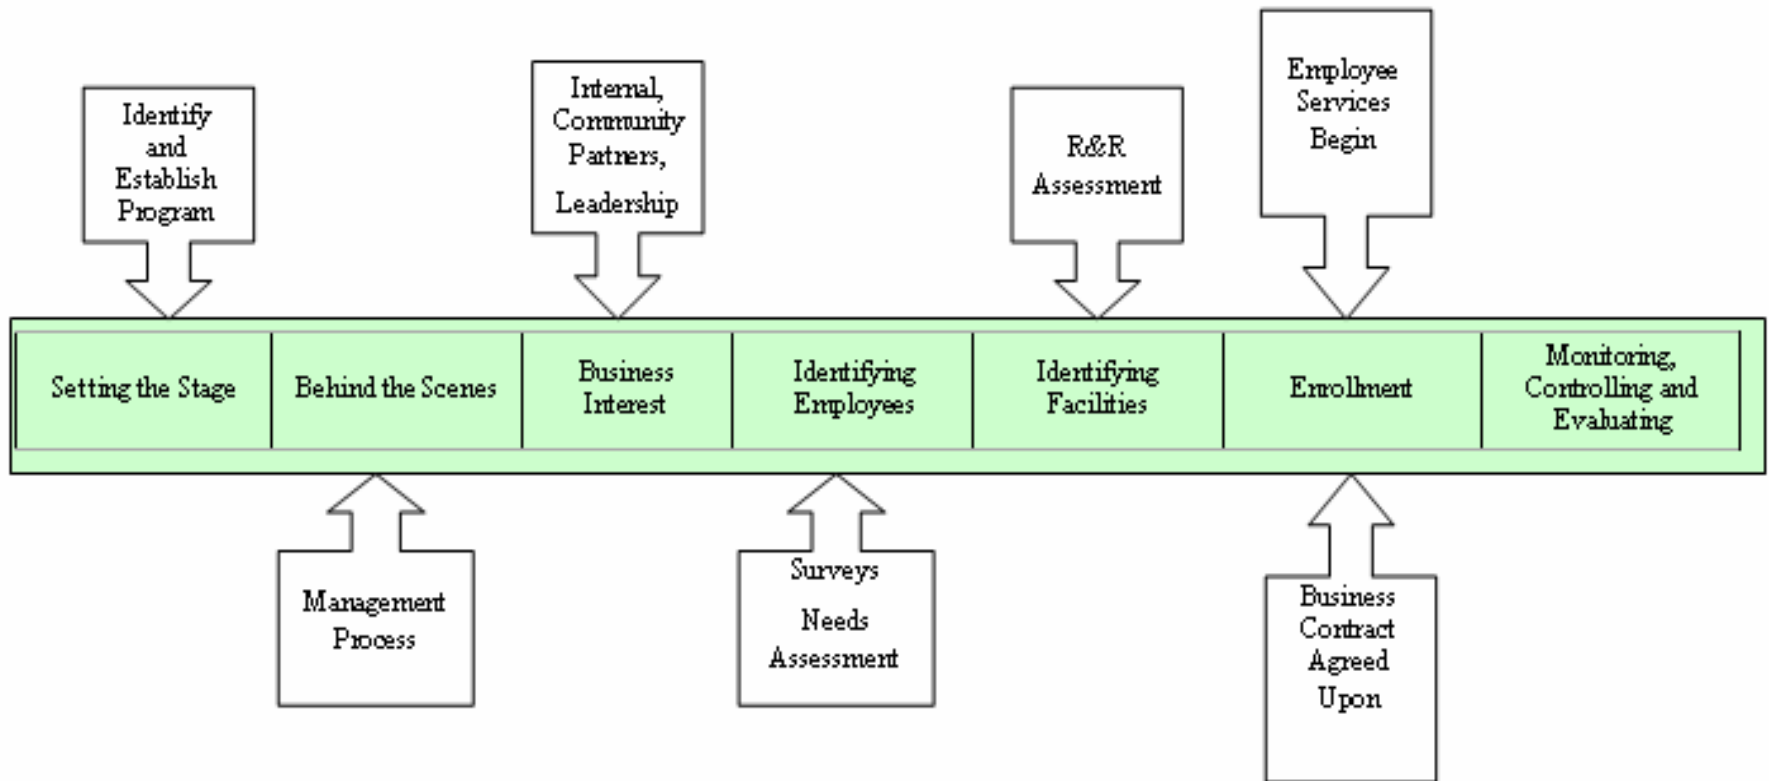 Identify
and
Establish
Program
Internal,
Community
Partners,
Leadership
R&R
Assessment
Employee
Services
Begin
Setting the Stage
Behind the Scenes
Business
Interest
Identifying
Employees
Identifying
Facilities
Enrollment
Monitoring,
Controlling and
Evaluating
Management
Process
Surveys
Needs
Assessment
Business
Contract
Agreed
Upon